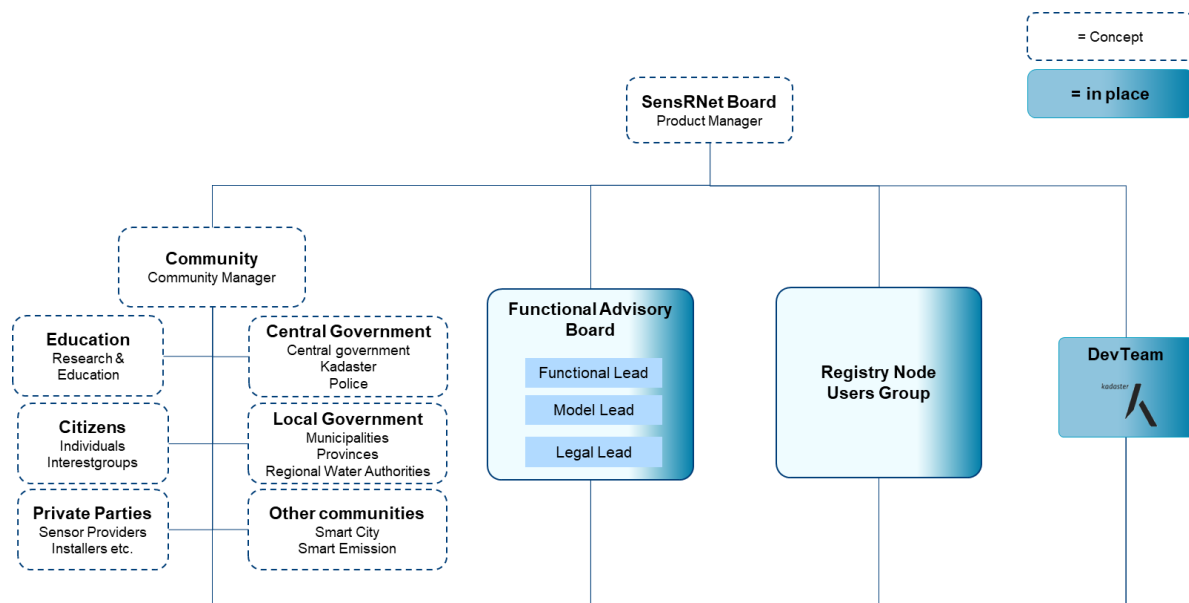 = Concept
= in place
SensRNet Board
Product Manager
Community
Community Manager
Education
Research &
Education
Central Government
Central government
Kadaster
Police
Citizens
Individuals
Interestgroups
Local Government
Municipalities
Provinces
Regional Water Authorities
Private Parties
Sensor Providers
Installers etc.
Other communities
Smart City
Smart Emission
Functional Advisory
Board
Functional Lead
Model Lead
Legal Lead
Registry Node
Users Group
DevTeam
kadaster